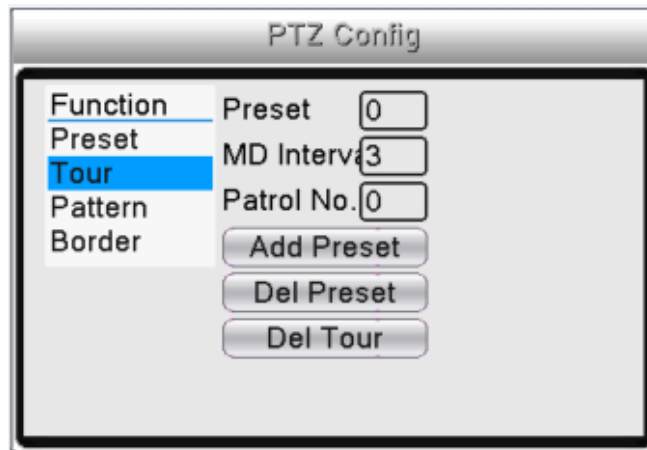 PTZ Config
Function
Preset
Tour
Pattern
Border
Preset 0
MD Interva 3
Patrol No. 0
Add Preset
Del Preset
Del Tour